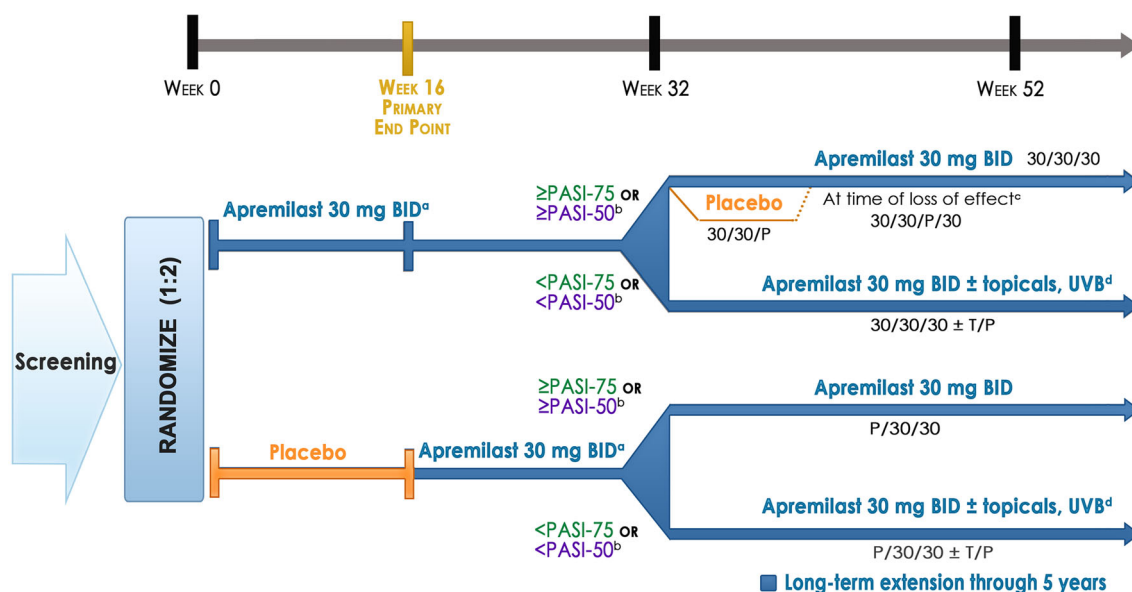 WEEK 0
WEEK 16
PRIMARY
END POINT
WEEK 32
WEEK 52
Screening
RANDOMIZE (1:2)
Apremilast 30 mg BIDᵃ
≥PASI-75 OR
≥PASI-50ᵇ
<PASI-75 OR
<PASI-50ᵇ
Apremilast 30 mg BID 30/30/30
Placebo
30/30/P
At time of loss of effectᶜ
30/30/P/30
Apremilast 30 mg BID ± topicals, UVBᵈ
30/30/30 ± T/P
Placebo
Apremilast 30 mg BIDᵃ
≥PASI-75 OR
≥PASI-50ᵇ
<PASI-75 OR
<PASI-50ᵇ
Apremilast 30 mg BID
P/30/30
Apremilast 30 mg BID ± topicals, UVBᵈ
P/30/30 ± T/P
Long-term extension through 5 years